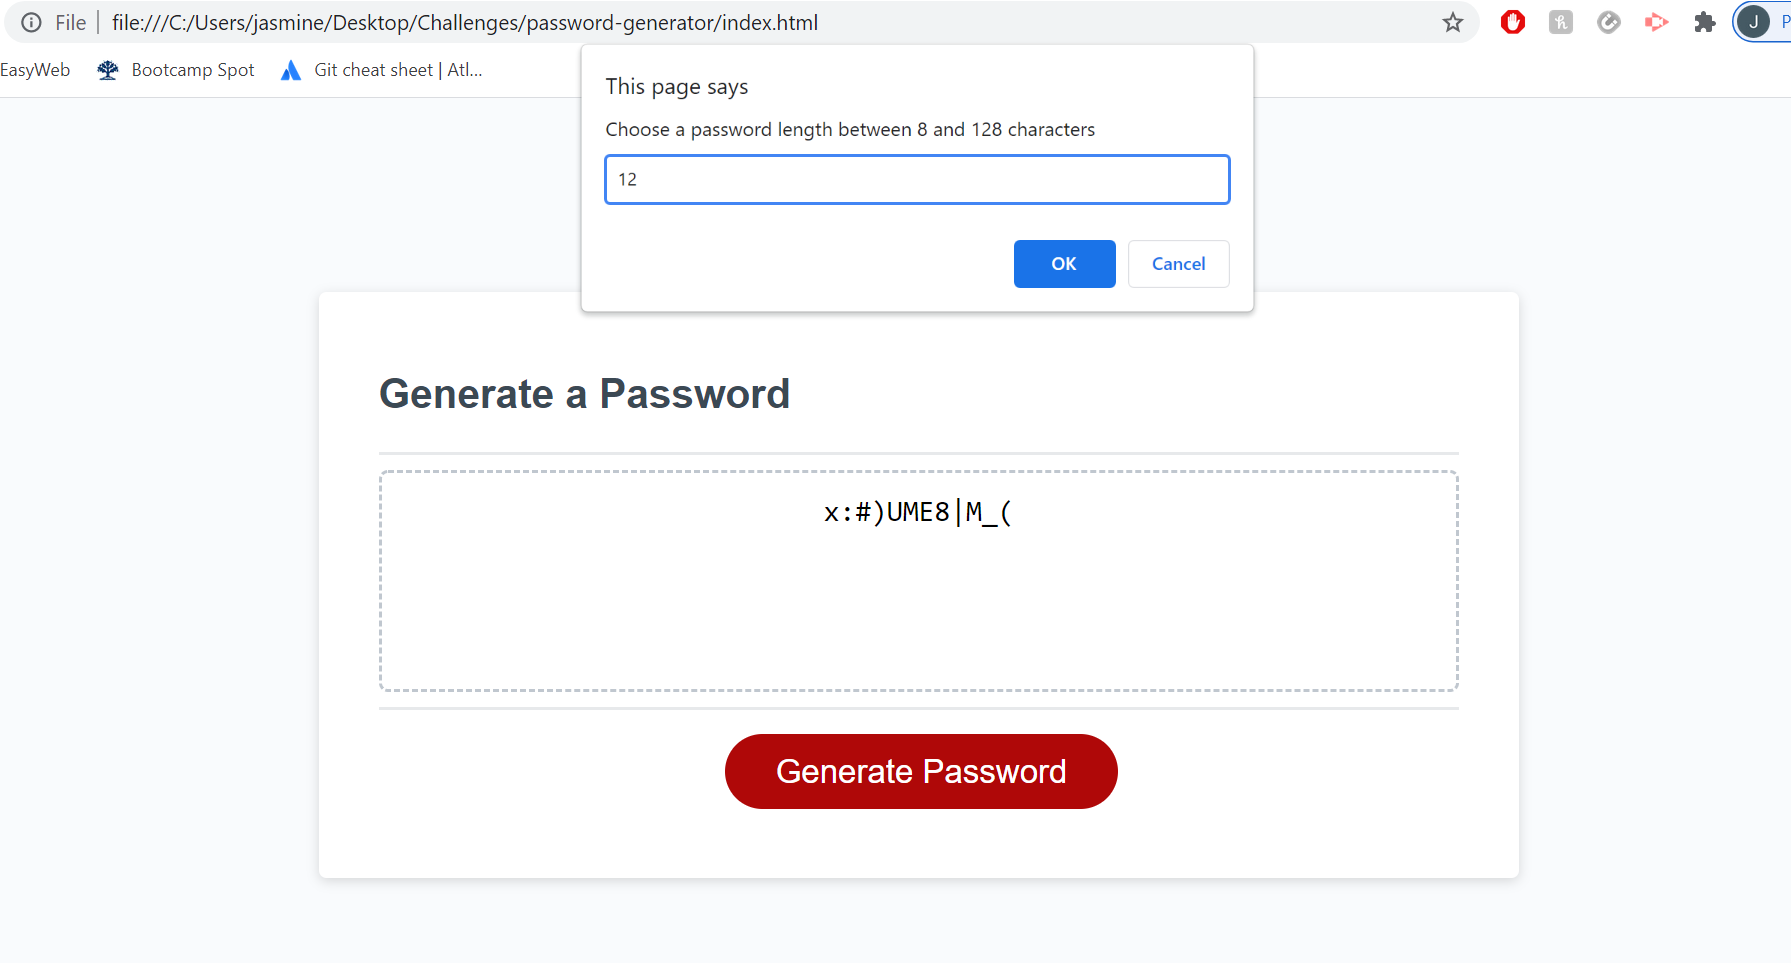 File file:///C:/Users/jasmine/Desktop/Challenges/password-generator/index.html
J P
EasyWeb Bootcamp Spot Git cheat sheet | Atl...
This page says
Choose a password length between 8 and 128 characters
12
OK Cancel
Generate a Password
x:#)UME8|M_(
Generate Password